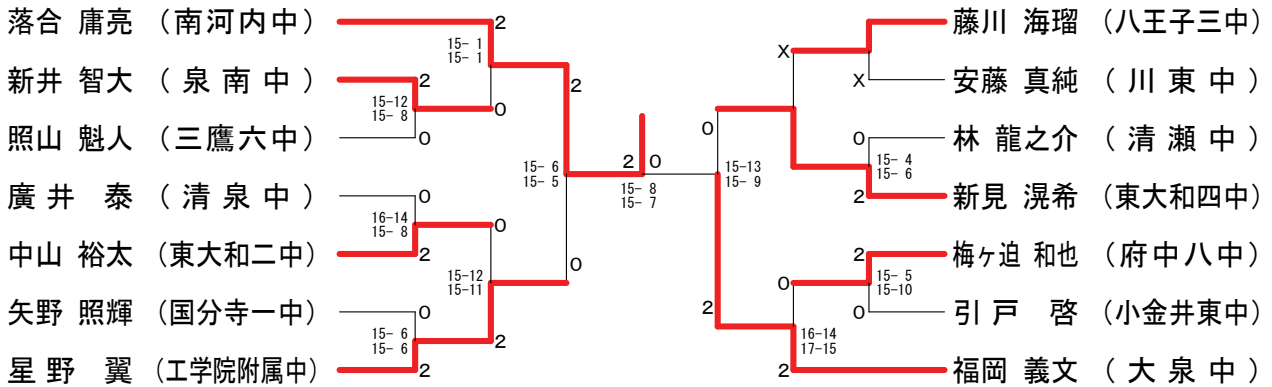 落合 庸亮 (南河内中)
2
15- 1
15- 1
新井 智大 (泉南中)
2
15-12
15- 8
0
照山 魁人 (三鷹六中)
0
2
15- 6
15- 5
廣井 泰 (清泉中)
0
16-14
15- 8
0
中山 裕太 (東大和二中)
2
15-12
15-11
0
矢野 照輝 (国分寺一中)
0
15- 6
15- 6
2
星野 翼 (工学院附属中)
2
2 0
15- 8
15- 7
藤川 海瑠 (八王子三中)
X
X
安藤 真純 (川東中)
0
15-13
15- 9
林 龍之介 (清瀬中)
0
15- 4
15- 6
新見 滉希 (東大和四中)
2
梅ヶ迫 和也 (府中八中)
2
15- 5
15-10
0
引戸 啓 (小金井東中)
0
2
16-14
17-15
福岡 義文 (大泉中)
2